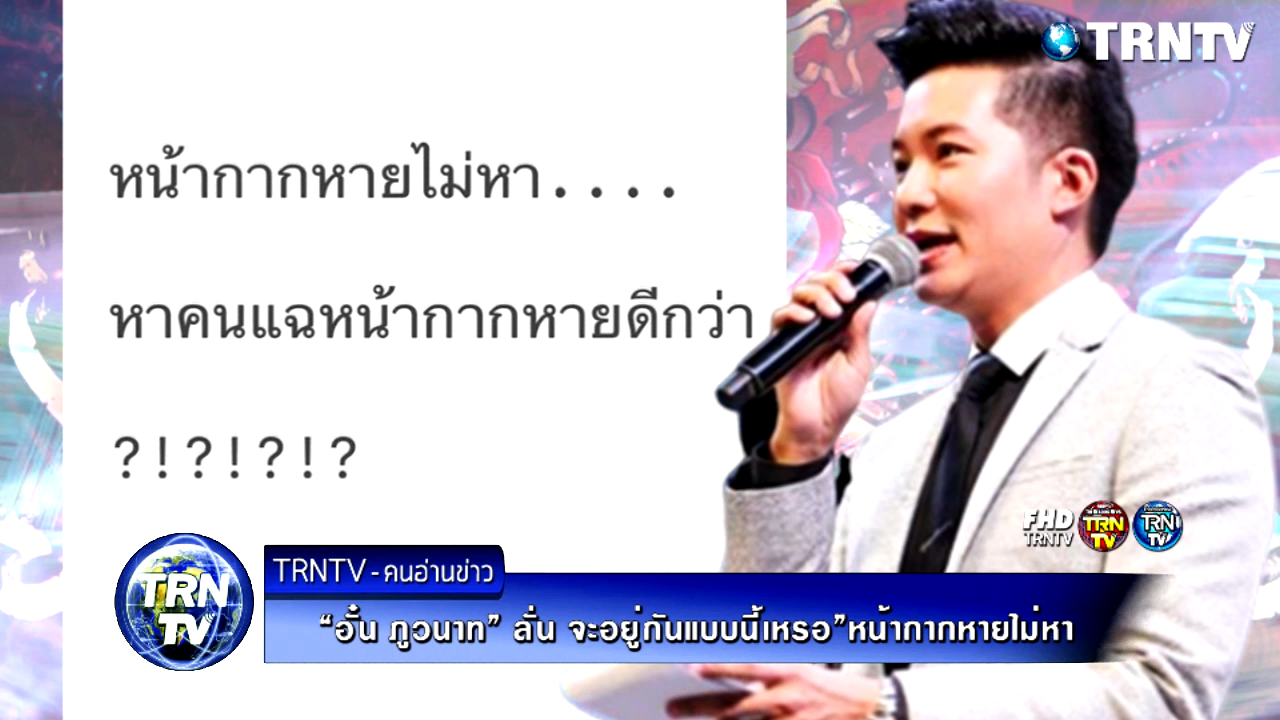 TRNTV
หน้ากากหายไม่หา....
หาคนแฉหน้ากากหายดีกว่า
?!?!?!?
FHD
TRNTV
TRN
TV
TRN
TV
TRN
TV
TRNTV - คนอ่านข่าว
“อั๋น ภูวนาท” ลั่น จะอยู่กันแบบนี้เหรอ”หน้ากากหายไม่หา